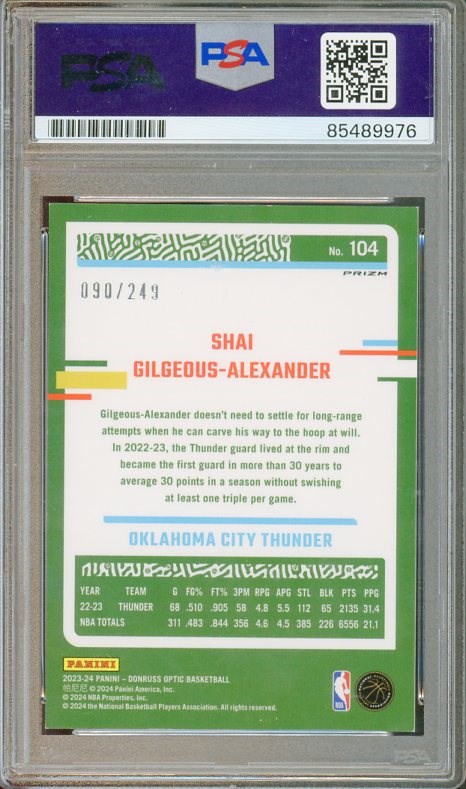 PSA
PSA
85489976
No. 104
PRIZM
090/249
SHAI
GILGEOUS-ALEXANDER
Gilgeous-Alexander doesn't need to settle for long-range
attempts when he can carve his way to the hoop at will.
In 2022-23, the Thunder guard lived at the rim and
became the first guard in more than 30 years to
average 30 points in a season without swishing
at least one triple per game.
OKLAHOMA CITY THUNDER
YEAR TEAM G FG% FT% 3PM RPG APG STL BLK PTS PPG
22-23 THUNDER 68 .510 .905 58 4.8 5.5 112 65 2135 31.4
NBA TOTALS 311 .483 .844 356 4.6 4.5 385 226 6556 21.1
PANINI
2023-24 PANINI – DONRUSS OPTIC BASKETBALL
帕尼尼 © 2024 Panini America, Inc.
© 2024 NBA Properties, Inc.
© 2024 the National Basketball Players Association. All rights reserved.
NBA
PSA